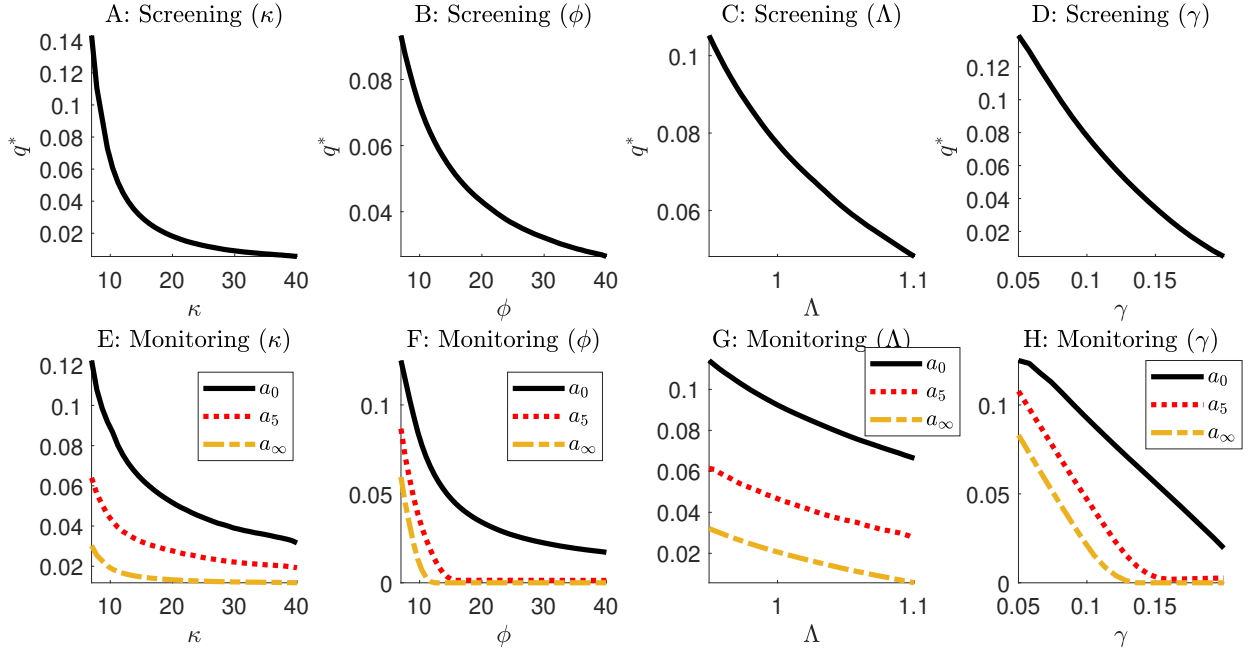 A: Screening (κ)
0.14
0.12
0.1
0.08
0.06
0.04
0.02
q*
10 20 30 40
κ
B: Screening (ϕ)
0.08
0.06
0.04
q*
10 20 30 40
ϕ
C: Screening (Λ)
0.1
0.08
0.06
q*
1 1.1
Λ
D: Screening (γ)
0.12
0.1
0.08
0.06
0.04
0.02
q*
0.05 0.1 0.15
γ
E: Monitoring (κ)
0.12
0.1
0.08
0.06
0.04
0.02
a₀
a₅
a∞
10 20 30 40
κ
F: Monitoring (ϕ)
0.1
0.05
0
a₀
a₅
a∞
10 20 30 40
ϕ
G: Monitoring (Λ)
0.1
0.08
0.06
0.04
0.02
a₀
a₅
a∞
1 1.1
Λ
H: Monitoring (γ)
0.1
0.05
0
a₀
a₅
a∞
0.05 0.1 0.15
γ